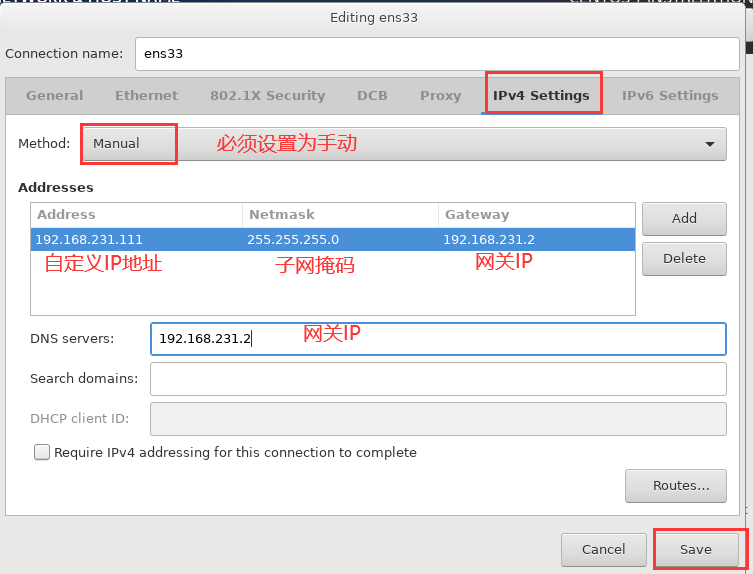 Editing ens33
Connection name: ens33
General Ethernet 802.1X Security DCB Proxy IPv4 Settings IPv6 Settings
Method: Manual 必须设置为手动
Addresses
Address Netmask Gateway
192.168.231.111 255.255.255.0 192.168.231.2
自定义IP地址 子网掩码 网关IP
Add
Delete
DNS servers: 192.168.231.2 网关IP
Search domains:
DHCP client ID:
Require IPv4 addressing for this connection to complete
Routes...
Cancel Save